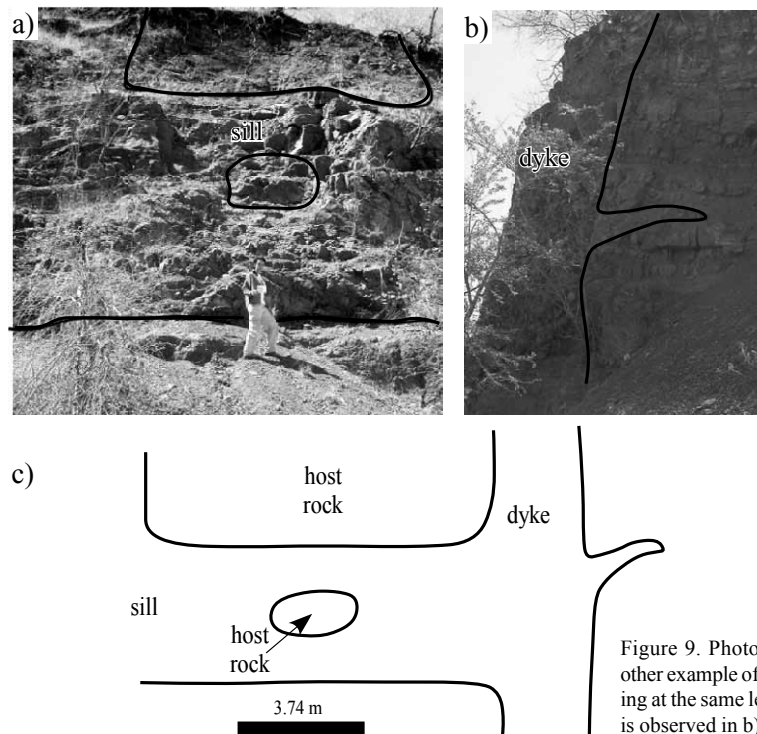 a)
sill
b)
dyke
c)
host
rock
dyke
sill
host
rock
3.74 m
Figure 9. Photo
other example of
ing at the same le
is observed in b)